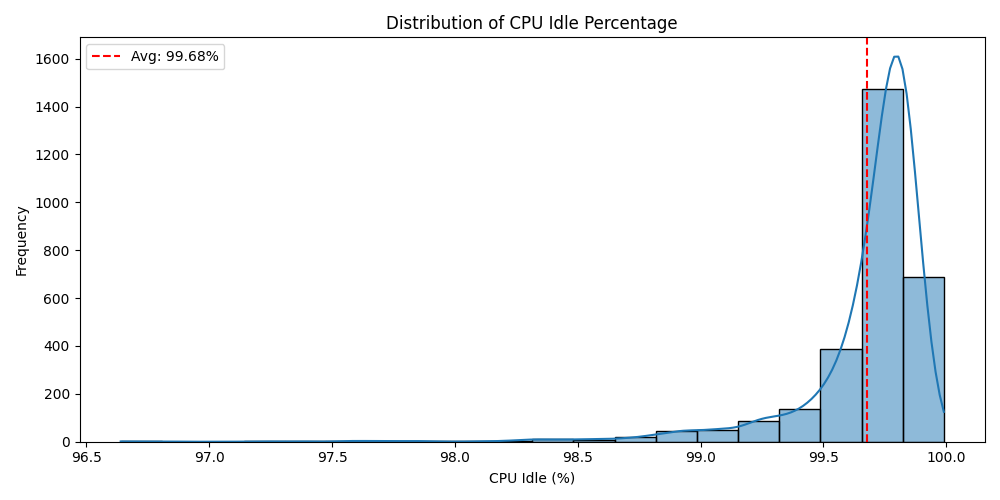 Distribution of CPU Idle Percentage
Avg: 99.68%
Frequency
1600
1400
1200
1000
800
600
400
200
0
96.5 97.0 97.5 98.0 98.5 99.0 99.5 100.0
CPU Idle (%)